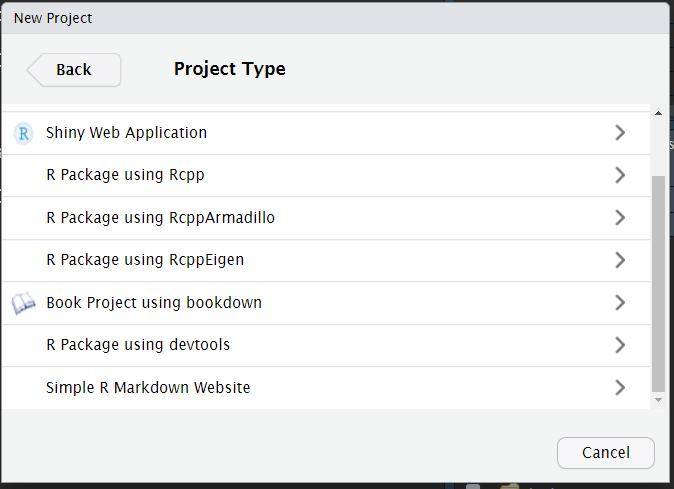 New Project
Back
Project Type
R
Shiny Web Application
R Package using Rcpp
R Package using RcppArmadillo
R Package using RcppEigen
Book Project using bookdown
R Package using devtools
Simple R Markdown Website
Cancel